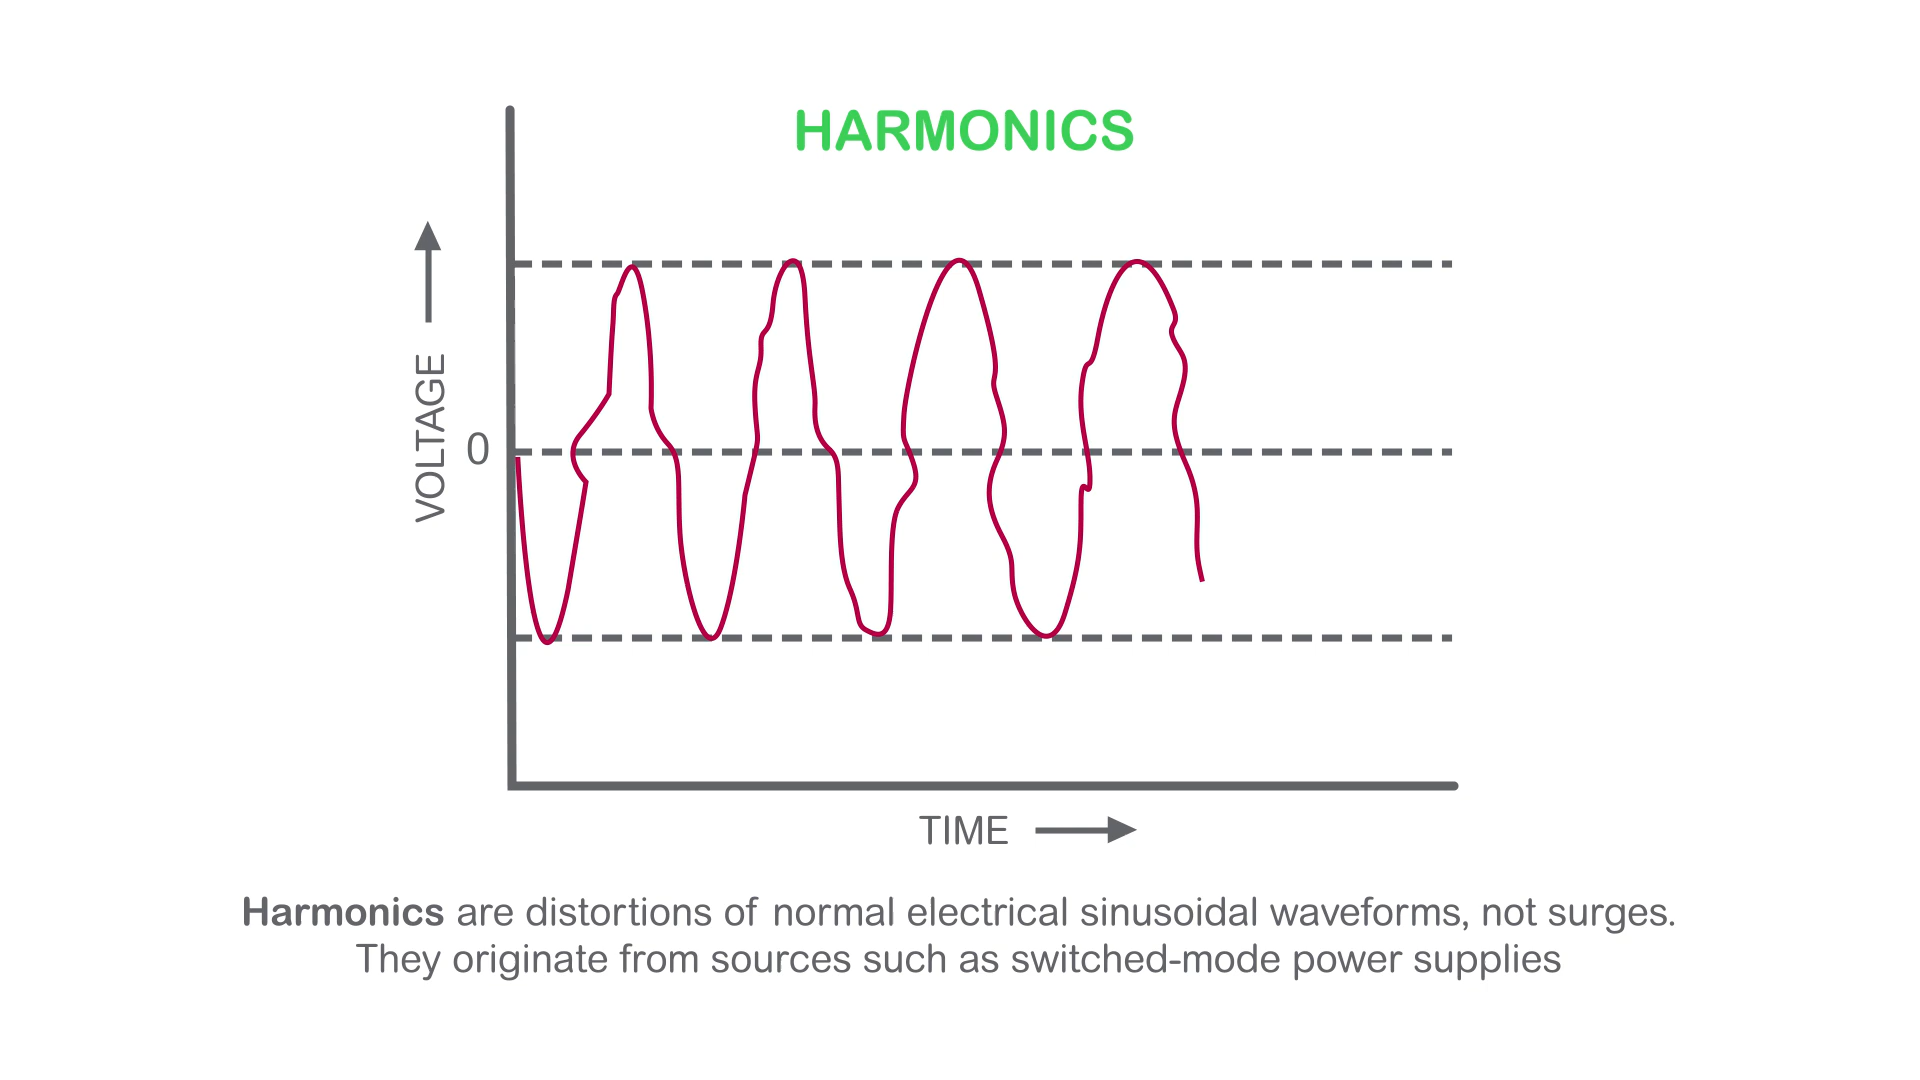 HARMONICS
VOLTAGE
0
TIME
Harmonics are distortions of normal electrical sinusoidal waveforms, not surges.
They originate from sources such as switched-mode power supplies